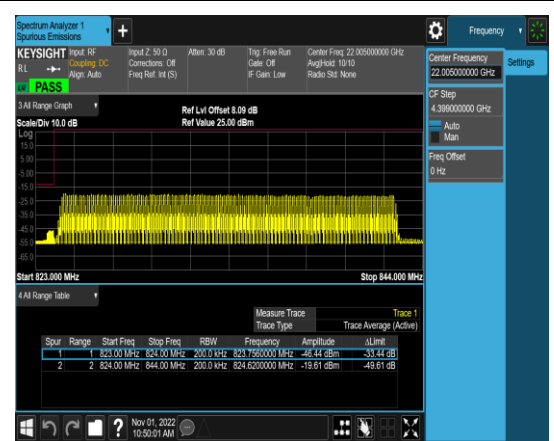 Spectrum Analyzer 1
Spurious Emissions
Frequency
KEYSIGHT
RL
Input: RF
Coupling: DC
Align: Auto
Input Z: 50 Ω
Corrections: Off
Freq Ref: Int (S)
Atten: 30 dB
Trig: Free Run
Gate: Off
IF Gain: Low
Center Freq: 22.005000000 GHz
Avg|Hold: 10/10
Radio Std: None
PASS
3.All Range Graph
Scale/Div 10.0 dB
Ref Lvl Offset 8.09 dB
Ref Value 25.00 dBm
Log
15.0
5.00
-5.00
-15.0
-25.0
-35.0
-45.0
-55.0
-65.0
Start 823.000 MHz
Stop 844.000 MHz
4.All Range Table
Measure Trace Trace 1
Trace Type Trace Average (Active)
Spur Range Start Freq Stop Freq RBW Frequency Amplitude ΔLimit
1 1 823.00 MHz 824.00 MHz 200.0 kHz 823.7560000 MHz -46.44 dBm -33.44 dB
2 2 824.00 MHz 844.00 MHz 200.0 kHz 824.6200000 MHz -19.61 dBm -49.61 dB
Center Frequency
22.005000000 GHz
Settings
CF Step
4.399000000 GHz
Auto
Man
Freq Offset
0 Hz
?
Nov 01, 2022
10:50:01 AM